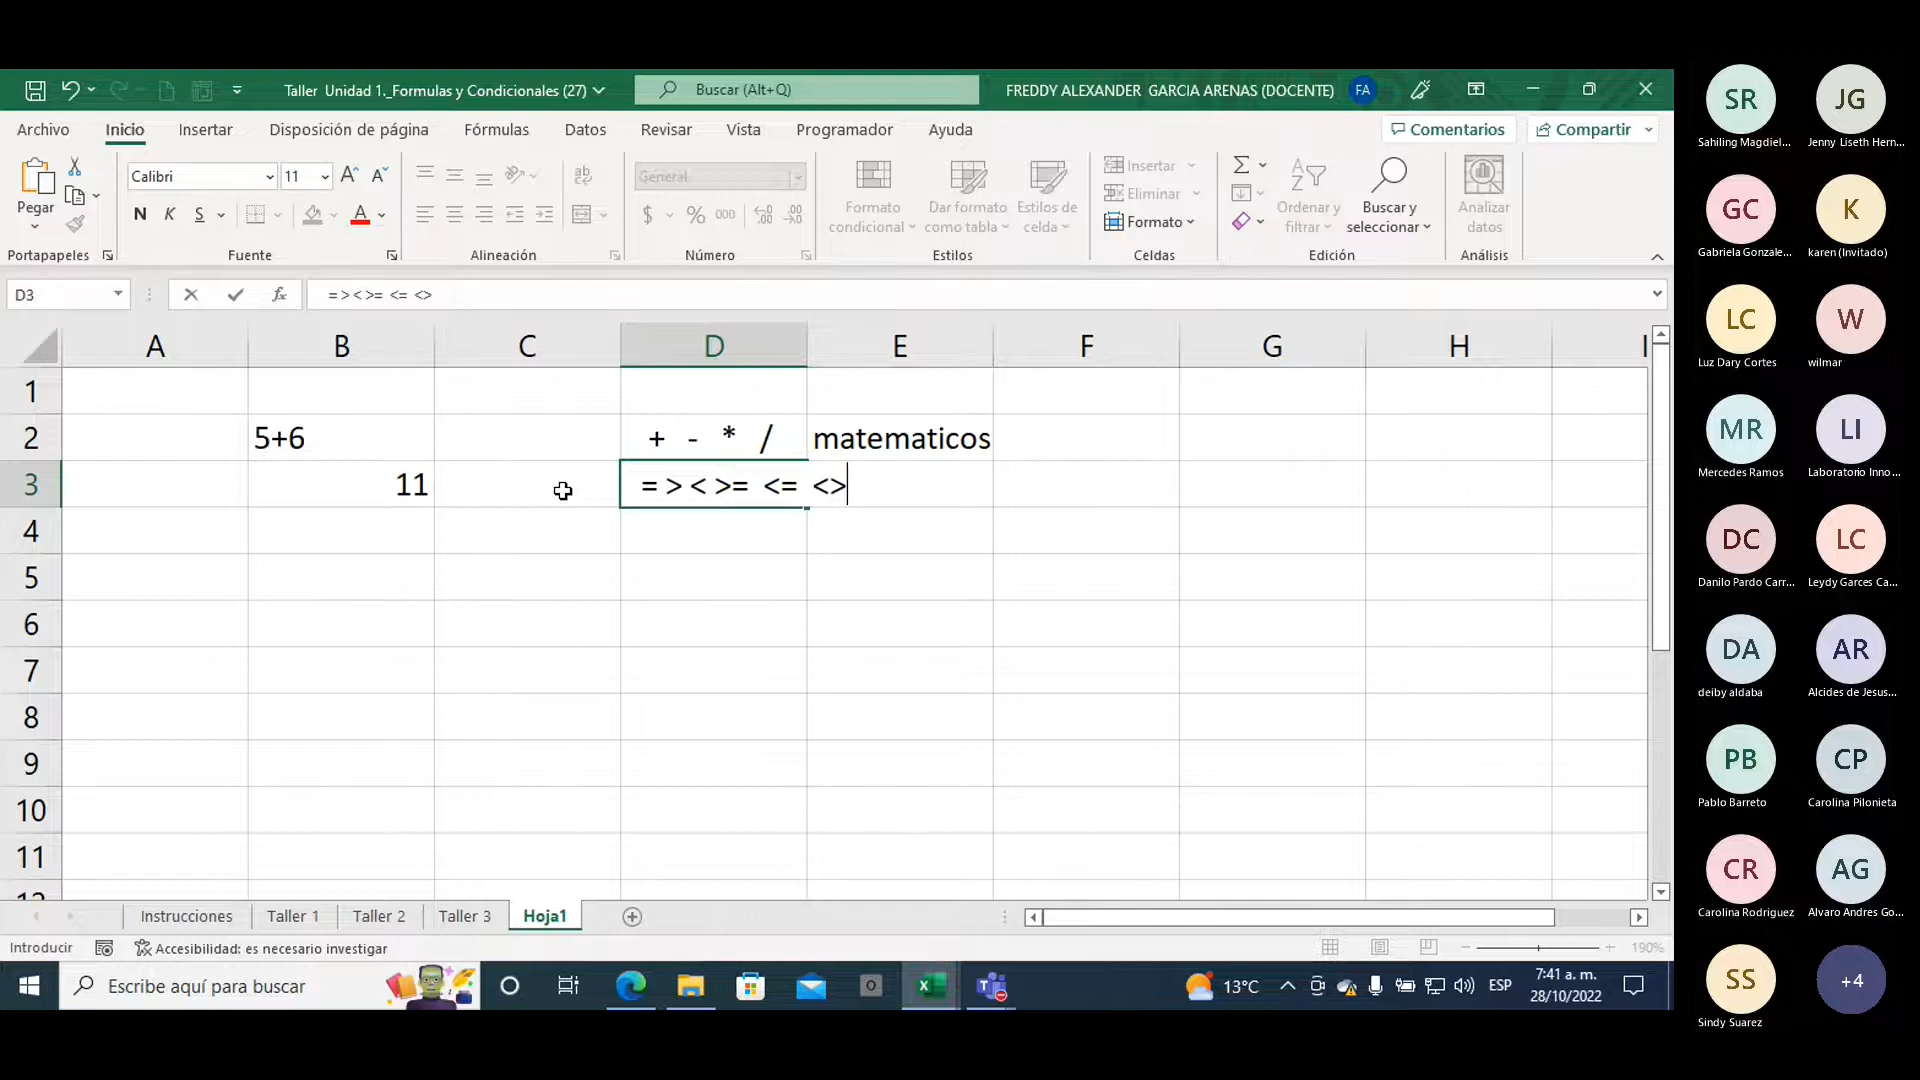 Taller Unidad 1._Formulas y Condicionales (27)
Buscar (Alt+Q)
FREDDY ALEXANDER GARCIA ARENAS (DOCENTE)
FA
Archivo Inicio Insertar Disposición de página Fórmulas Datos Revisar Vista Programador Ayuda
Comentarios
Compartir
Pegar
Portapapeles
Calibri 11
N K S
Fuente
ab
Alineación
General
$ % 000
Número
Formato condicional
Dar formato como tabla
Estilos de celda
Estilos
Insertar
Eliminar
Formato
Celdas
Ordenar y filtrar
Buscar y seleccionar
Edición
Analizar datos
Análisis
D3
fx
= > < >= <= <>
A B C D E F G H I
1
2 5+6 + - * / matematicos
3 11 = > < >= <= <>
4
5
6
7
8
9
10
11
12
Instrucciones Taller 1 Taller 2 Taller 3 Hoja1
Introducir
Accesibilidad: es necesario investigar
190%
Escribe aquí para buscar
13°C
ESP
7:41 a. m.
28/10/2022
SR
Sahiling Magdiel...
JG
Jenny Liseth Hern...
GC
Gabriela Gonzale...
K
karen (Invitado)
LC
Luz Dary Cortes
W
wilmar
MR
Mercedes Ramos
LI
Laboratorio Inno...
DC
Danilo Pardo Carr...
LC
Leydy Garces Ca...
DA
deiby aldaba
AR
Alcides de Jesus...
PB
Pablo Barreto
CP
Carolina Pilonieta
CR
Carolina Rodriguez
AG
Alvaro Andres Go...
SS
Sindy Suarez
+4